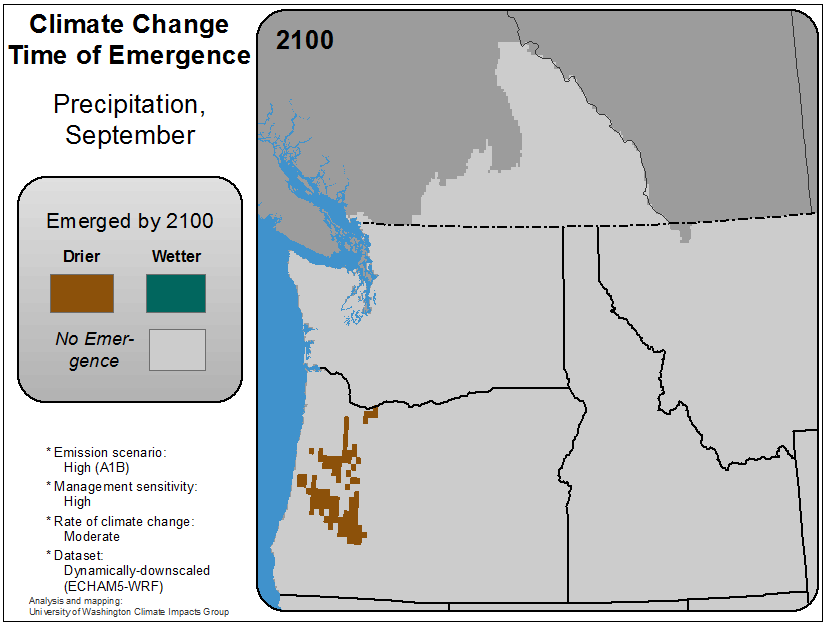 Climate Change
Time of Emergence
Precipitation,
September
Emerged by 2100
Drier
Wetter
No Emer-
gence
* Emission scenario:
High (A1B)
* Management sensitivity:
High
* Rate of climate change:
Moderate
* Dataset:
Dynamically-downscaled
(ECHAM5-WRF)
Analysis and mapping:
University of Washington Climate Impacts Group
2100